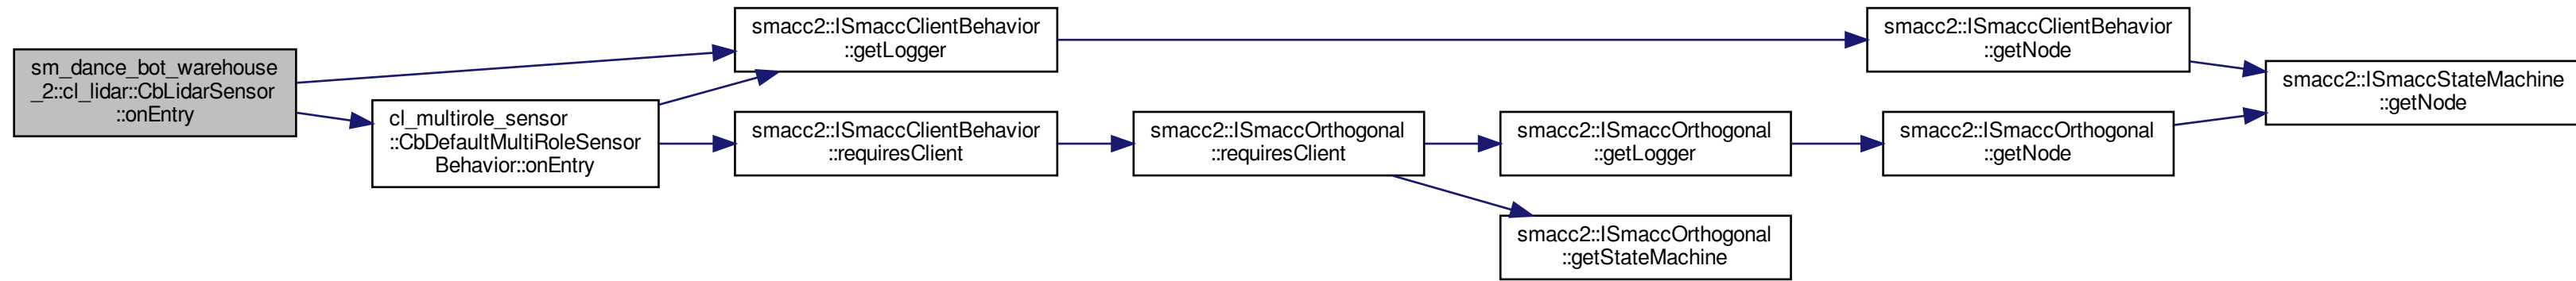 sm_dance_bot_warehouse
_2::cl_lidar::CbLidarSensor
::onEntry
cl_multirole_sensor
::CbDefaultMultiRoleSensor
Behavior::onEntry
smacc2::ISmaccClientBehavior
::getLogger
smacc2::ISmaccClientBehavior
::requiresClient
smacc2::ISmaccOrthogonal
::requiresClient
smacc2::ISmaccOrthogonal
::getLogger
smacc2::ISmaccOrthogonal
::getStateMachine
smacc2::ISmaccClientBehavior
::getNode
smacc2::ISmaccOrthogonal
::getNode
smacc2::ISmaccStateMachine
::getNode